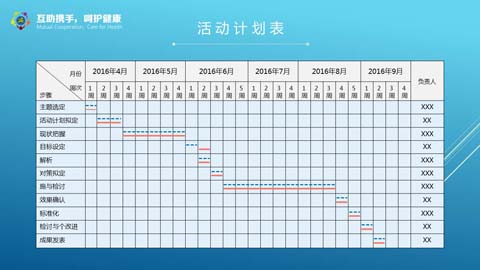 互助携手，呵护健康
Mutual Cooperation, Care for Health
活动计划表
月份 2016年4月 2016年5月 2016年6月 2016年7月 2016年8月 2016年9月 负责人
周次 1周 2周 3周 4周 1周 2周 3周 4周 1周 2周 3周 4周 5周 1周 2周 3周 4周 1周 2周 3周 4周 5周 1周 2周 3周 4周
步骤
主题选定 XXX
活动计划拟定 XX
现状把握 XXX
目标设定 XX
解析 XXX
对策拟定 XX
施与检讨 XXX
效果确认 XX
标准化 XXX
检讨与个改进 XX
成果发表 XX